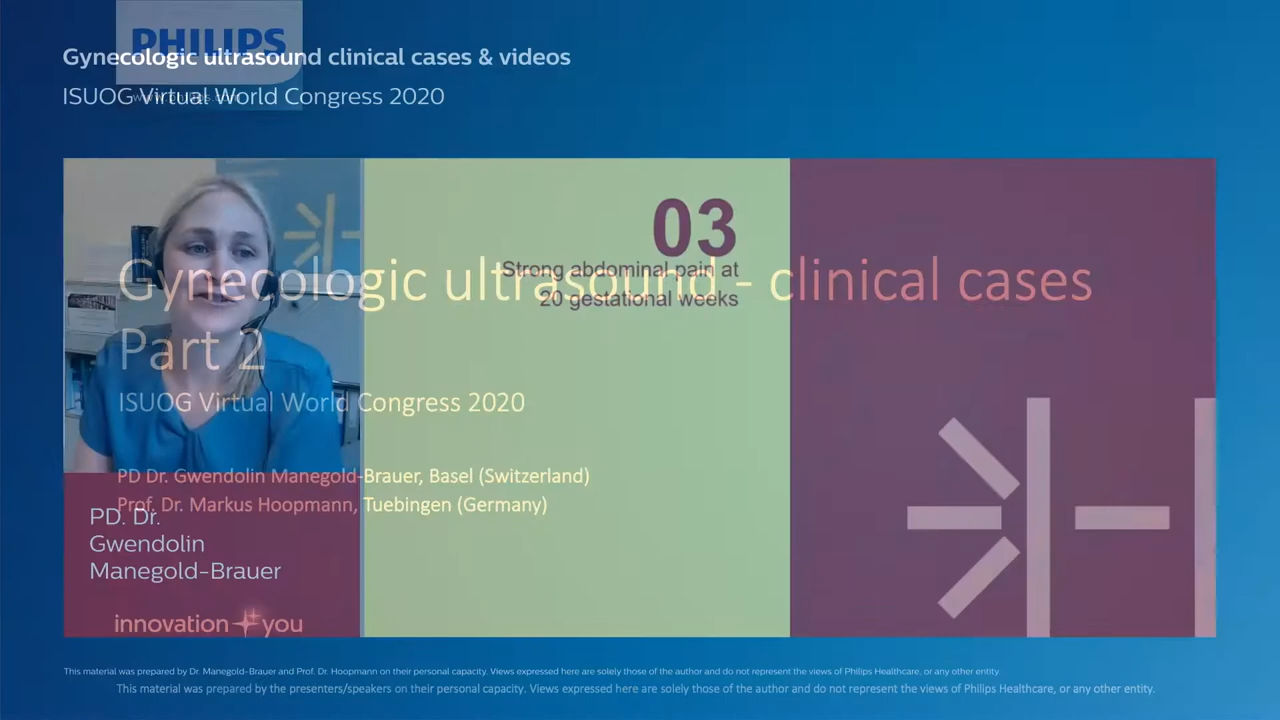 PHILIPS
Gynecologic ultrasound clinical cases & videos
ISUOG Virtual World Congress 2020
03
Strong abdominal pain at
20 gestational weeks
Gynecologic ultrasound - clinical cases
Part 2
ISUOG Virtual World Congress 2020
PD Dr. Gwendolin Manegold-Brauer, Basel (Switzerland)
Prof. Dr. Markus Hoopmann, Tuebingen (Germany)
PD. Dr.
Gwendolin
Manegold-Brauer
innovation you
This material was prepared by Dr. Manegold-Brauer and Prof. Dr. Hoopmann on their personal capacity. Views expressed here are solely those of the author and do not represent the views of Philips Healthcare, or any other entity.
This material was prepared by the presenters/speakers on their personal capacity. Views expressed here are solely those of the author and do not represent the views of Philips Healthcare, or any other entity.